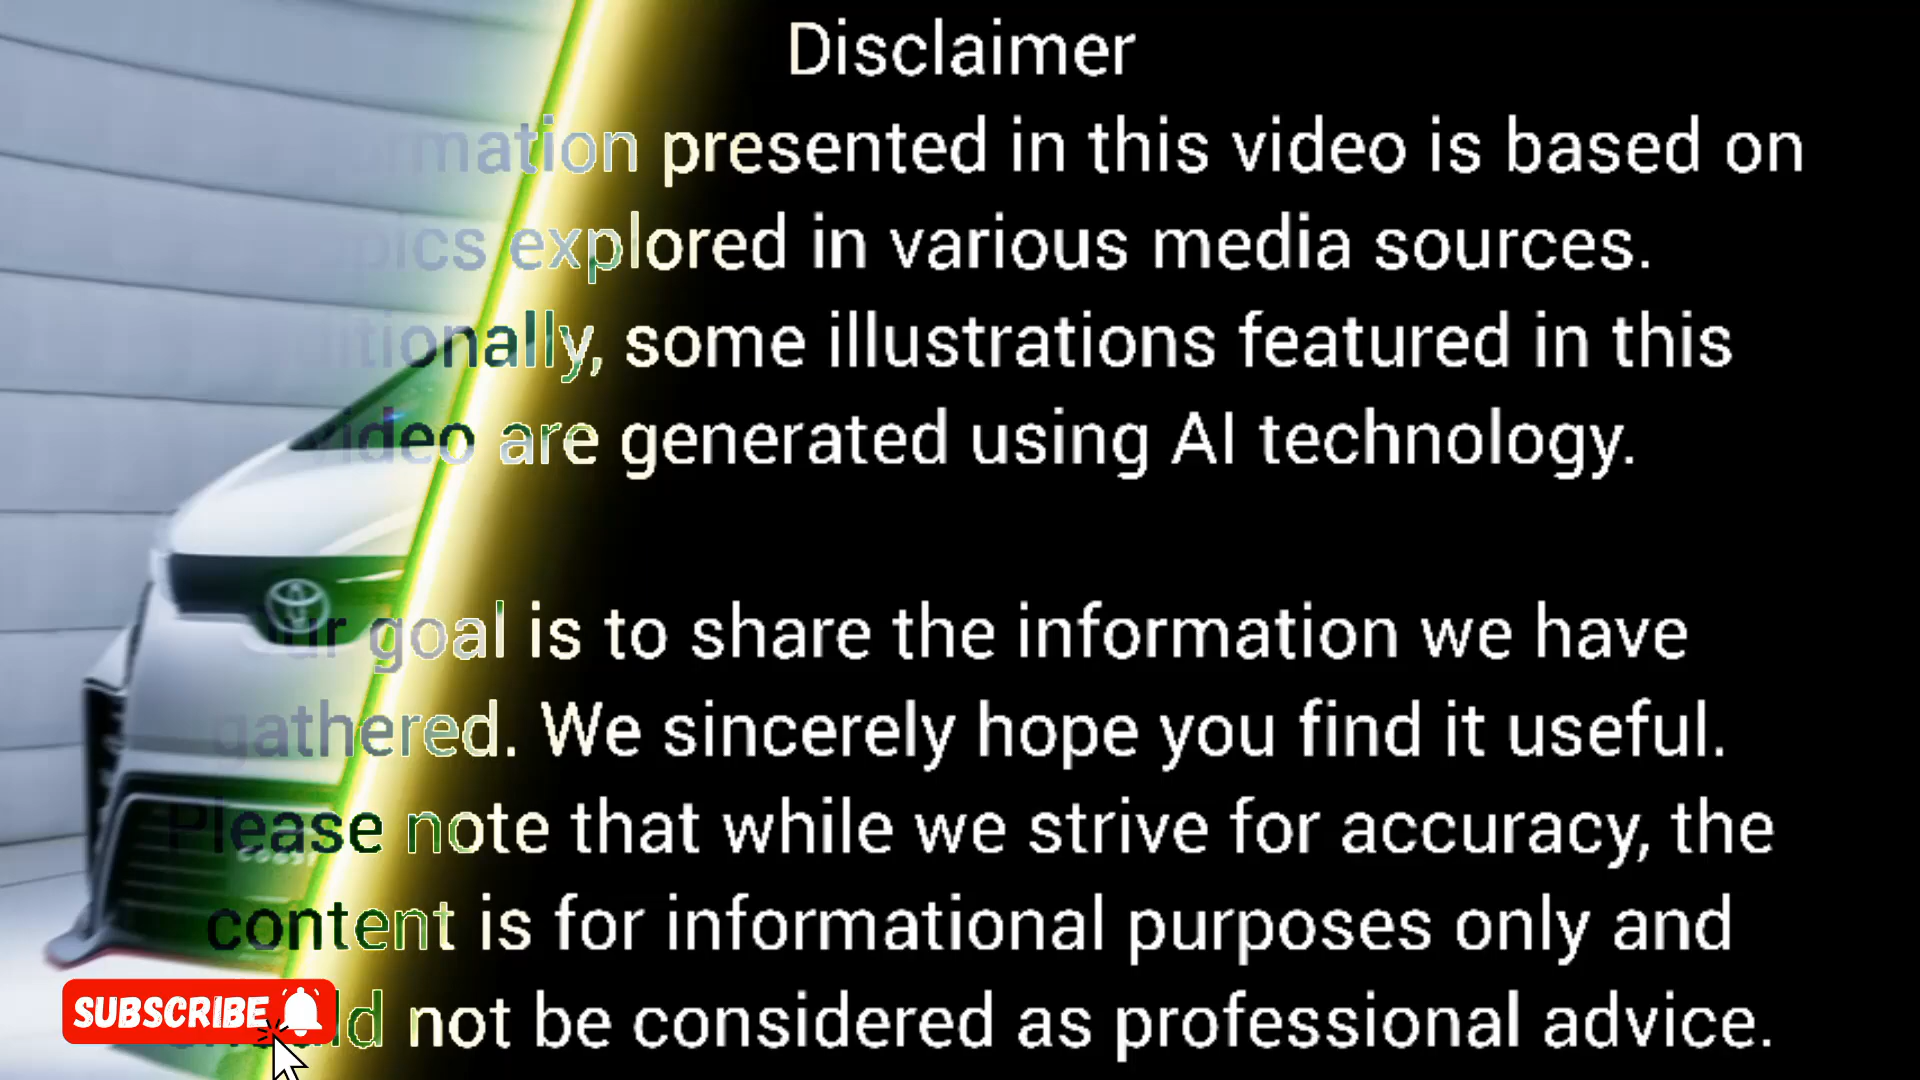 Disclaimer
presented in this video is based on
explored in various media sources.
some illustrations featured in this
video are generated using AI technology.
goal is to share the information we have
gathered. We sincerely hope you find it useful.
Please note that while we strive for accuracy, the
content is for informational purposes only and
not be considered as professional advice.
SUBSCRIBE